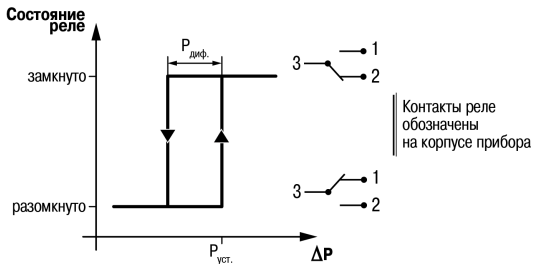 Состояние
реле
Pдиф.
замкнуто
3
1
2
Контакты реле
обозначены
на корпусе прибора
разомкнуто
3
1
2
Pуст.
ΔP